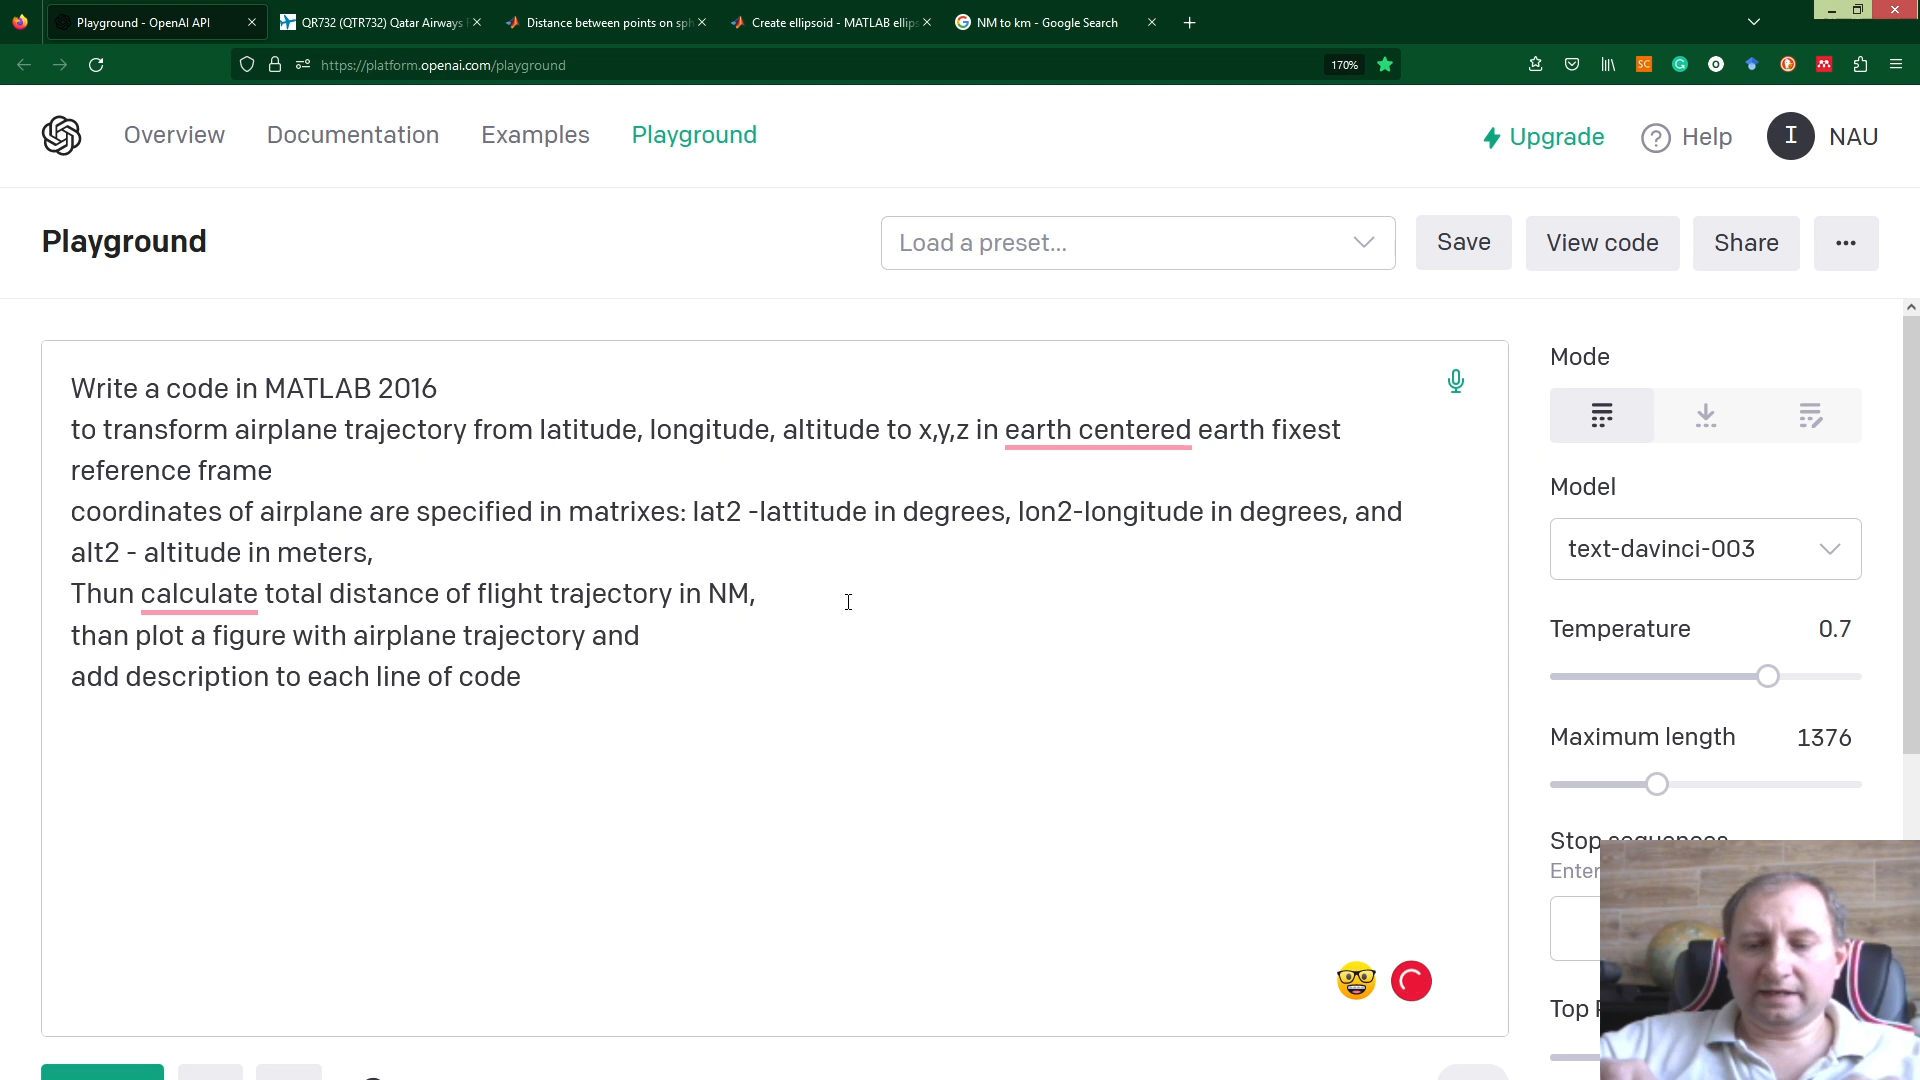 Playground - OpenAI API
QR732 (QTR732) Qatar Airways
Distance between points on sph
Create ellipsoid - MATLAB ellips
NM to km - Google Search
https://platform.openai.com/playground
170%
SC
Overview
Documentation
Examples
Playground
Upgrade
? Help
I
NAU
Playground
Load a preset...
Save
View code
Share
Write a code in MATLAB 2016
to transform airplane trajectory from latitude, longitude, altitude to x,y,z in earth centered earth fixest
reference frame
coordinates of airplane are specified in matrixes: lat2 -lattitude in degrees, lon2-longitude in degrees, and
alt2 - altitude in meters,
Thun calculate total distance of flight trajectory in NM,
than plot a figure with airplane trajectory and
add description to each line of code
Mode
Model
text-davinci-003
Temperature 0.7
Maximum length 1376
Stop sequences
Enter
Top